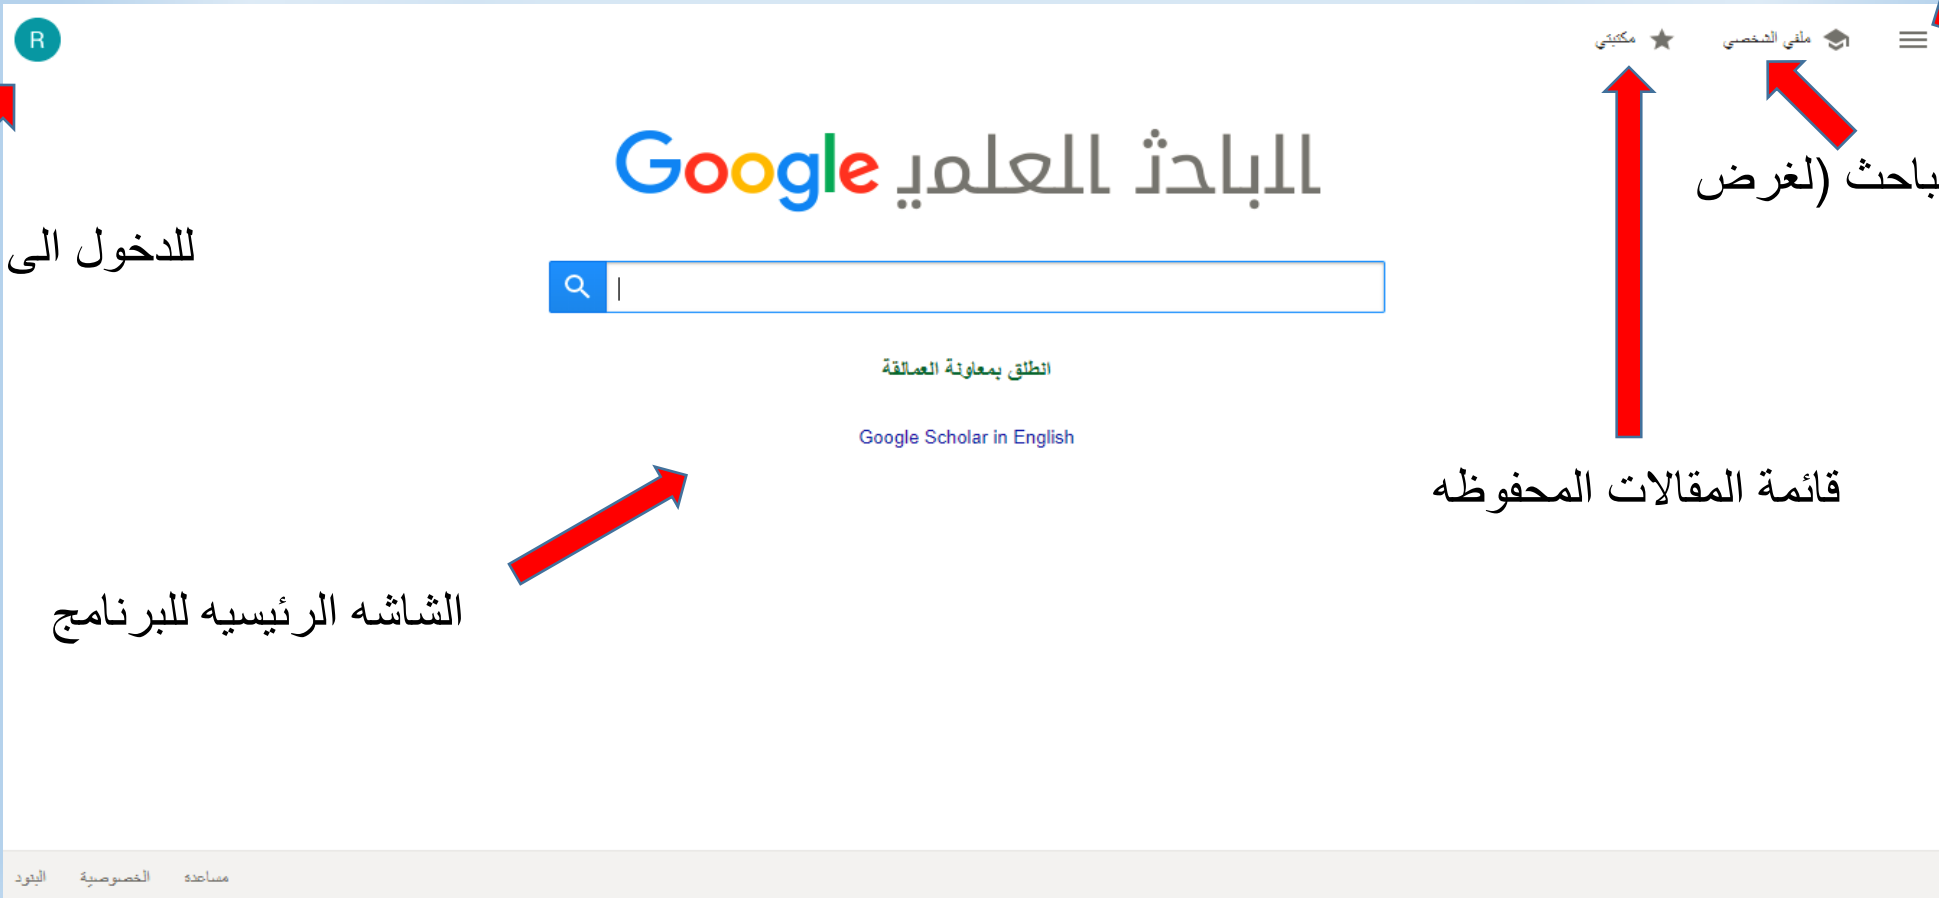 ملفي الشخصي
مكتبتي
R
الباحث العلمي Google
باحث (لغرض
للدخول الى
انطلق بمعاونة العمالقة
Google Scholar in English
قائمة المقالات المحفوظه
الشاشه الرئيسيه للبرنامج
مساعدة الخصوصية البنود